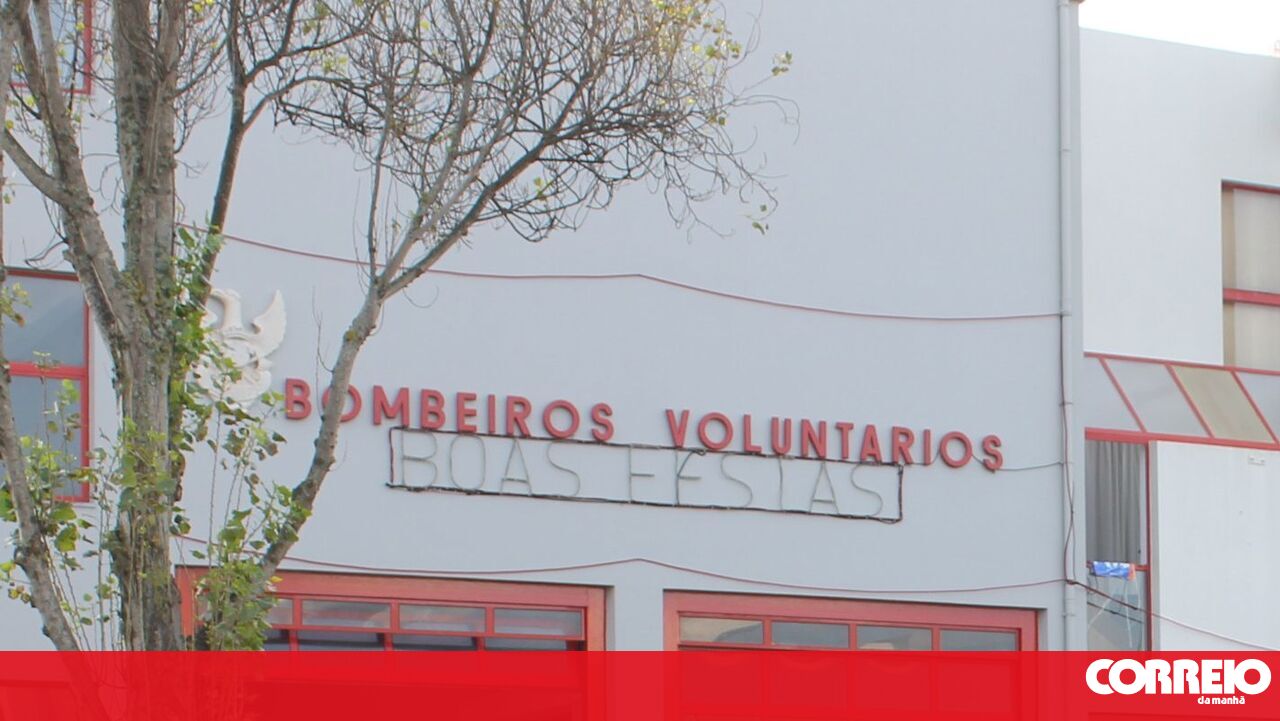 BOMBEIROS VOLUNTARIOS
BOAS FESTAS
CORREIO
da manhã